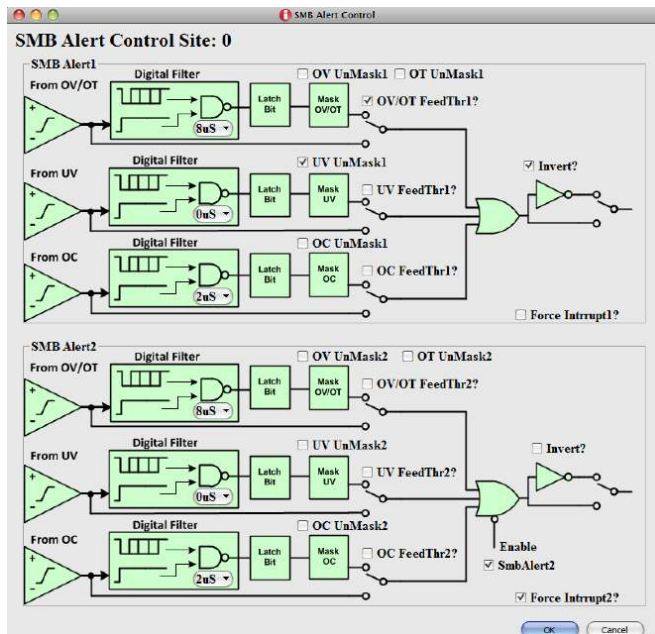 SMB Alert Control
SMB Alert Control Site: 0
SMB Alert1
From OV/OT
Digital Filter
8uS
Latch Bit
Mask OV/OT
OV UnMask1
OT UnMask1
OV/OT FeedThr1?
From UV
Digital Filter
0uS
Latch Bit
Mask UV
UV UnMask1
UV FeedThr1?
From OC
Digital Filter
2uS
Latch Bit
Mask OC
OC UnMask1
OC FeedThr1?
Invert?
Force Intrrupt1?
SMB Alert2
From OV/OT
Digital Filter
8uS
Latch Bit
Mask OV/OT
OV UnMask2
OT UnMask2
OV/OT FeedThr2?
From UV
Digital Filter
0uS
Latch Bit
Mask UV
UV UnMask2
UV FeedThr2?
From OC
Digital Filter
2uS
Latch Bit
Mask OC
OC UnMask2
OC FeedThr2?
Invert?
Enable
SmbAlert2
Force Intrrupt2?
OK
Cancel